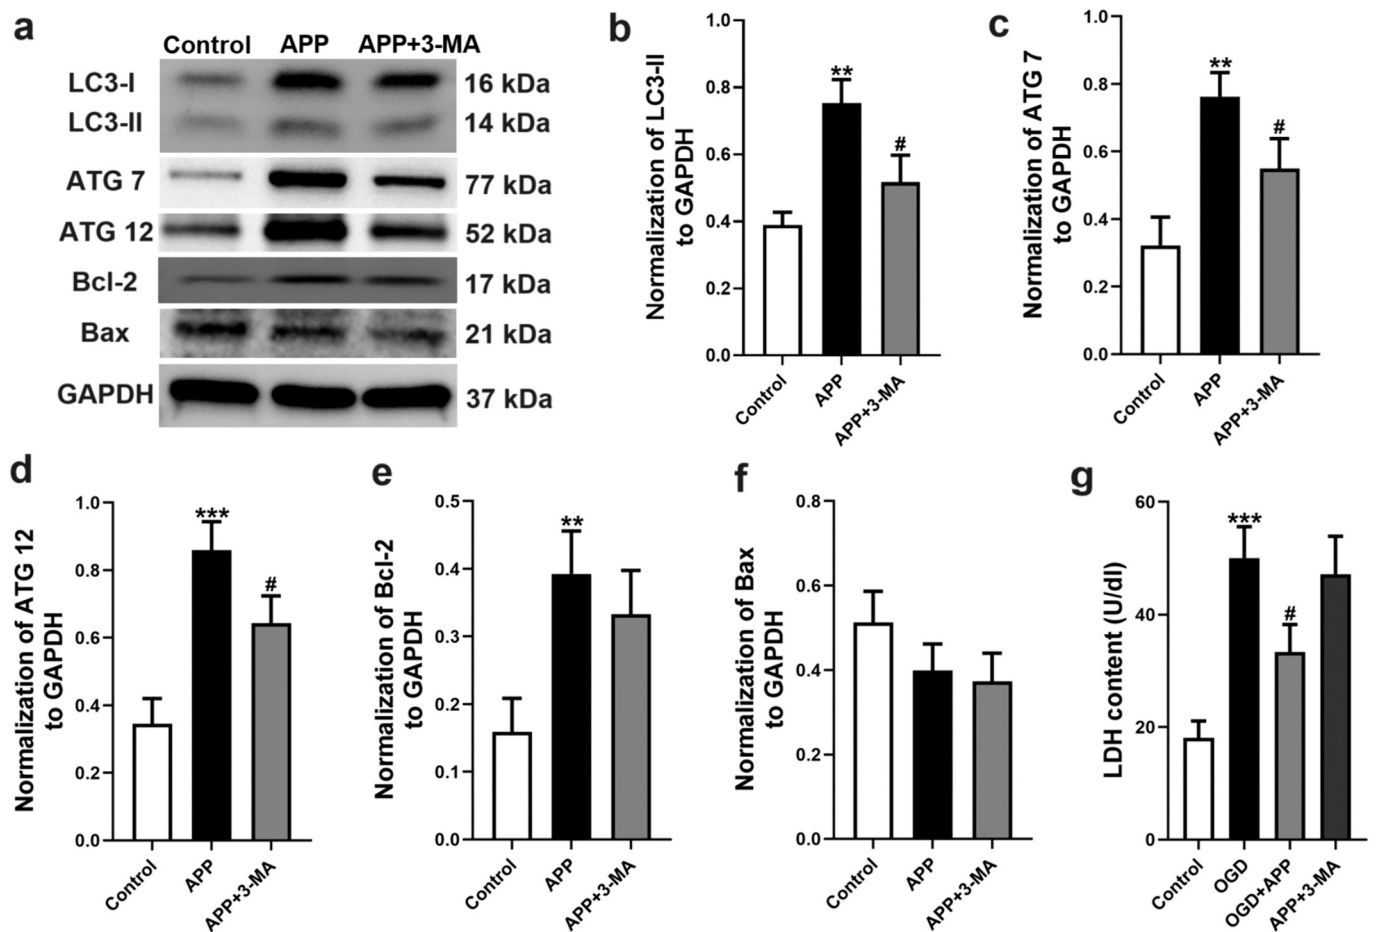 a
Control APP APP+3-MA
LC3-I 16 kDa
LC3-II 14 kDa
ATG 7 77 kDa
ATG 12 52 kDa
Bcl-2 17 kDa
Bax 21 kDa
GAPDH 37 kDa
b
Normalization of LC3-II
to GAPDH
1.0
0.8
0.6
0.4
0.2
0.0
**
#
Control
APP
APP+3-MA
c
Normalization of ATG 7
to GAPDH
1.0
0.8
0.6
0.4
0.2
0.0
**
#
Control
APP
APP+3-MA
d
Normalization of ATG 12
to GAPDH
1.0
0.8
0.6
0.4
0.2
0.0
***
#
Control
APP
APP+3-MA
e
Normalization of Bcl-2
to GAPDH
0.5
0.4
0.3
0.2
0.1
0.0
**
Control
APP
APP+3-MA
f
Normalization of Bax
to GAPDH
0.8
0.6
0.4
0.2
0.0
Control
APP
APP+3-MA
g
LDH content (U/dl)
60
40
20
0
***
#
Control
OGD
OGD+APP
APP+3-MA